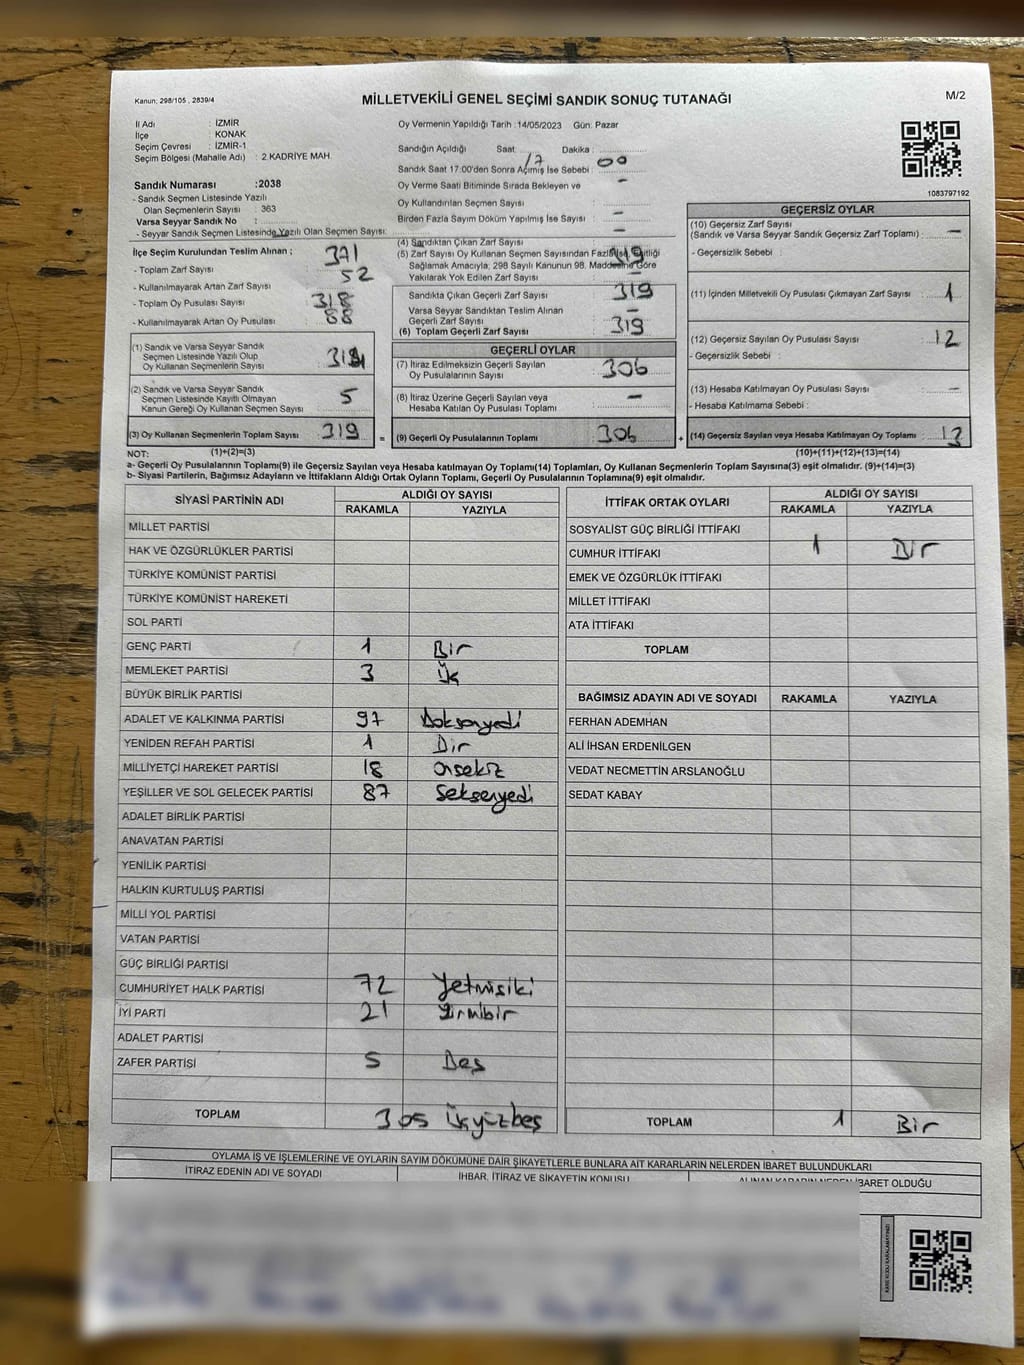 Kanun: 298/105 , 2839/4
MİLLETVEKİLİ GENEL SEÇİMİ SANDIK SONUÇ TUTANAĞI
M/2
İl Adı : İZMİR
İlçe : KONAK
Seçim Çevresi : İZMİR-1
Seçim Bölgesi (Mahalle Adı) : 2.KADRİYE MAH.
Sandık Numarası :2038
- Sandık Seçmen Listesinde Yazılı
Olan Seçmenlerin Sayısı : 363
Varsa Seyyar Sandık No :
- Seyyar Sandık Seçmen Listesinde Yazılı Olan Seçmen Sayısı:
Oy Vermenin Yapıldığı Tarih :14/05/2023 Gün: Pazar
Sandığın Açıldığı Saat 17 Dakika : 00
Sandık Saat 17:00'den Sonra Açılmış İse Sebebi : -
Oy Verme Saati Bitiminde Sırada Bekleyen ve
Oy Kullandırılan Seçmen Sayısı : -
Birden Fazla Sayım Döküm Yapılmış İse Sayısı : -
1083797192
İlçe Seçim Kurulundan Teslim Alınan ;
- Toplam Zarf Sayısı : 371
- Kullanılmayarak Artan Zarf Sayısı : 52
- Toplam Oy Pusulası Sayısı : 318
- Kullanılmayarak Artan Oy Pusulası : 88
(1) Sandık ve Varsa Seyyar Sandık
Seçmen Listesinde Yazılı Olup
Oy Kullanan Seçmenlerin Sayısı :
(2) Sandık ve Varsa Seyyar Sandık
Seçmen Listesinde Kayıtlı Olmayan
Kanun Gereği Oy Kullanan Seçmen Sayısı : 5
(3) Oy Kullanan Seçmenlerin Toplam Sayısı : 319
(4) Sandıktan Çıkan Zarf Sayısı : 319
(5) Zarf Sayısı Oy Kullanan Seçmen Sayısından Fazla İse, Eşitliği
Sağlamak Amacıyla, 298 Sayılı Kanunun 98. Maddesine Göre
Yakılarak Yok Edilen Zarf Sayısı : -
Sandıkta Çıkan Geçerli Zarf Sayısı : 319
Varsa Seyyar Sandıktan Teslim Alınan
Geçerli Zarf Sayısı : -
(6) Toplam Geçerli Zarf Sayısı : 319
GEÇERLİ OYLAR
(7) İtiraz Edilmeksizin Geçerli Sayılan
Oy Pusulalarının Sayısı : 306
(8) İtiraz Üzerine Geçerli Sayılan veya
Hesaba Katılan Oy Pusulası Toplamı : -
= (9) Geçerli Oy Pusulalarının Toplamı : 306
GEÇERSİZ OYLAR
(10) Geçersiz Zarf Sayısı
(Sandık ve Varsa Seyyar Sandık Geçersiz Zarf Toplamı) : -
- Geçersizlik Sebebi :
(11) İçinden Milletvekili Oy Pusulası Çıkmayan Zarf Sayısı : 1
(12) Geçersiz Sayılan Oy Pusulası Sayısı : 12
- Geçersizlik Sebebi :
(13) Hesaba Katılmayan Oy Pusulası Sayısı : -
- Hesaba Katılmama Sebebi :
+ (14) Geçersiz Sayılan veya Hesaba Katılmayan Oy Toplamı : 13
NOT: (1)+(2)=(3) (10)+(11)+(12)+(13)=(14)
a- Geçerli Oy Pusulalarının Toplamı(9) ile Geçersiz Sayılan veya Hesaba katılmayan Oy Toplamı(14) Toplamları, Oy Kullanan Seçmenlerin Toplam Sayısına(3) eşit olmalıdır. (9)+(14)=(3)
b- Siyasi Partilerin, Bağımsız Adayların ve İttifakların Aldığı Ortak Oyların Toplamı, Geçerli Oy Pusulalarının Toplamına(9) eşit olmalıdır.
SİYASİ PARTİNİN ADI ALDIĞI OY SAYISI
RAKAMLA YAZIYLA
MİLLET PARTİSİ
HAK VE ÖZGÜRLÜKLER PARTİSİ
TÜRKİYE KOMÜNİST PARTİSİ
TÜRKİYE KOMÜNİST HAREKETİ
SOL PARTİ
GENÇ PARTİ 1 Bir
MEMLEKET PARTİSİ 3 Üç
BÜYÜK BİRLİK PARTİSİ
ADALET VE KALKINMA PARTİSİ 97 Doksanyedi
YENİDEN REFAH PARTİSİ 1 Bir
MİLLİYETÇİ HAREKET PARTİSİ 18 Onsekiz
YEŞİLLER VE SOL GELECEK PARTİSİ 87 Seksenyedi
ADALET BİRLİK PARTİSİ
ANAVATAN PARTİSİ
YENİLİK PARTİSİ
HALKIN KURTULUŞ PARTİSİ
MİLLİ YOL PARTİSİ
VATAN PARTİSİ
GÜÇ BİRLİĞİ PARTİSİ
CUMHURİYET HALK PARTİSİ 72 Yetmişiki
İYİ PARTİ 21 Yirmibir
ADALET PARTİSİ
ZAFER PARTİSİ 5 Beş
TOPLAM 305 Üçyüzbeş
İTTİFAK ORTAK OYLARI ALDIĞI OY SAYISI
RAKAMLA YAZIYLA
SOSYALİST GÜÇ BİRLİĞİ İTTİFAKI
CUMHUR İTTİFAKI 1 Bir
EMEK VE ÖZGÜRLÜK İTTİFAKI
MİLLET İTTİFAKI
ATA İTTİFAKI
TOPLAM
BAĞIMSIZ ADAYIN ADI VE SOYADI RAKAMLA YAZIYLA
FERHAN ADEMHAN
ALİ İHSAN ERDENİLGEN
VEDAT NECMETTİN ARSLANOĞLU
SEDAT KABAY
TOPLAM 1 Bir
OYLAMA İŞ VE İŞLEMLERİNE VE OYLARIN SAYIM DÖKÜMÜNE DAİR ŞİKAYETLERLE BUNLARA AİT KARARLARIN NELERDEN İBARET BULUNDUKLARI
İTİRAZ EDENİN ADI VE SOYADI İHBAR, İTİRAZ VE ŞİKAYETİN KONUSU ALINAN KARARIN NEDEN İBARET OLDUĞU